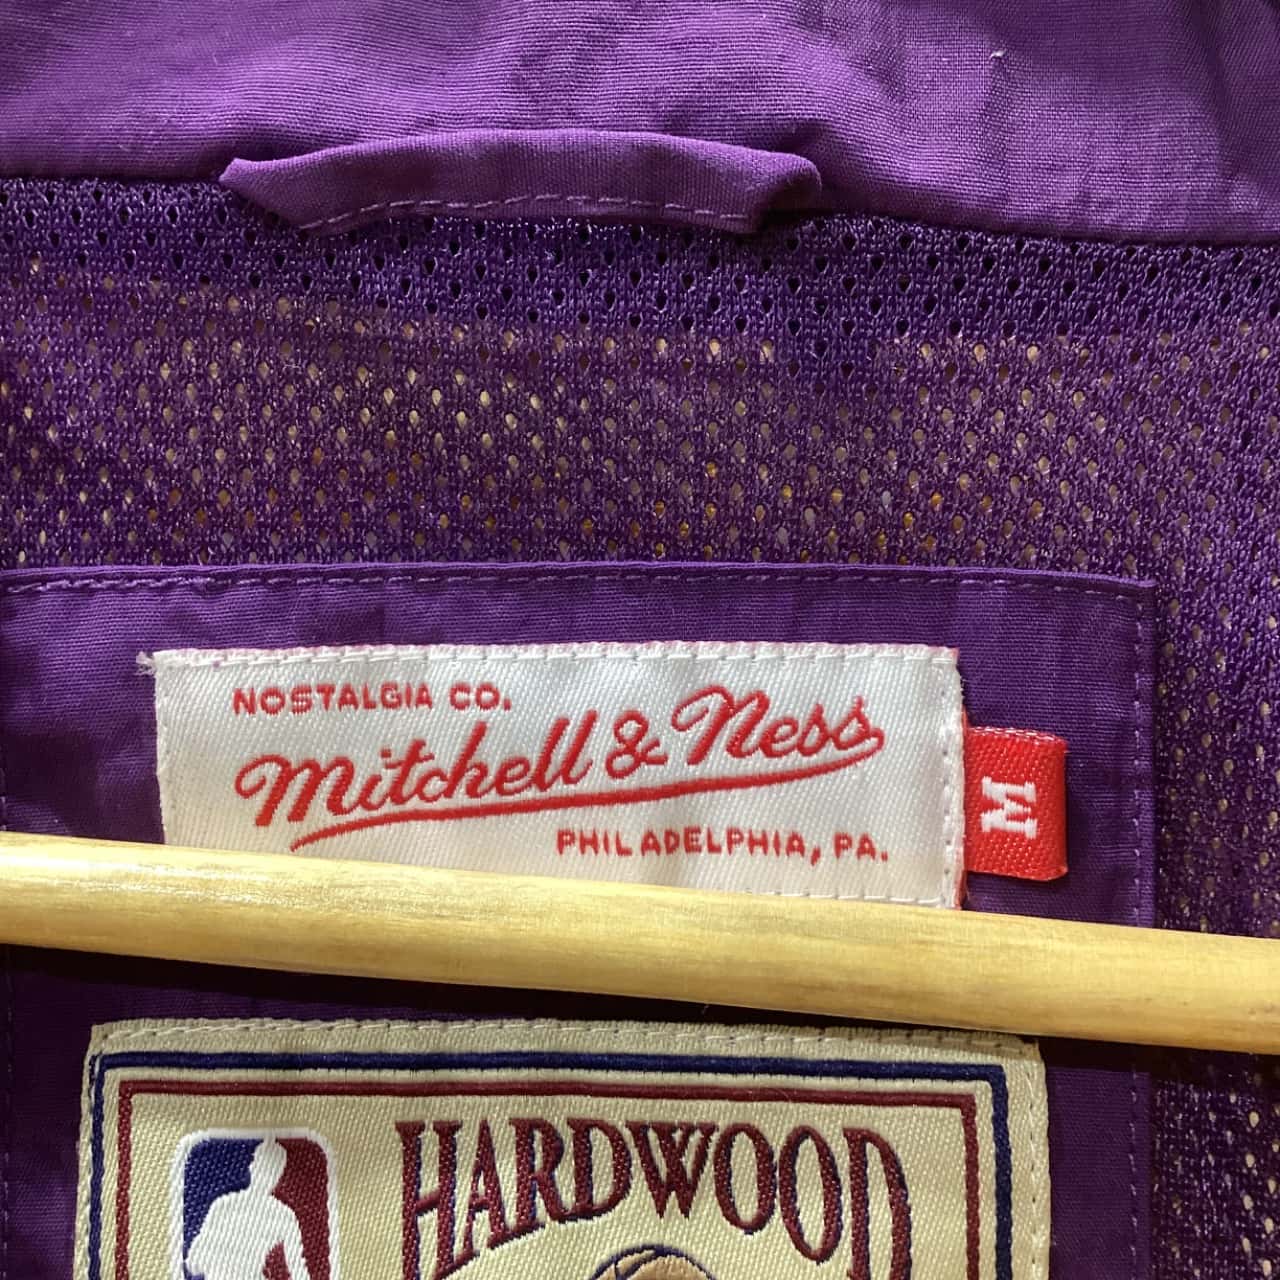 NOSTALGIA CO.
Mitchell & Ness
PHILADELPHIA, PA.
M
HARDWOOD